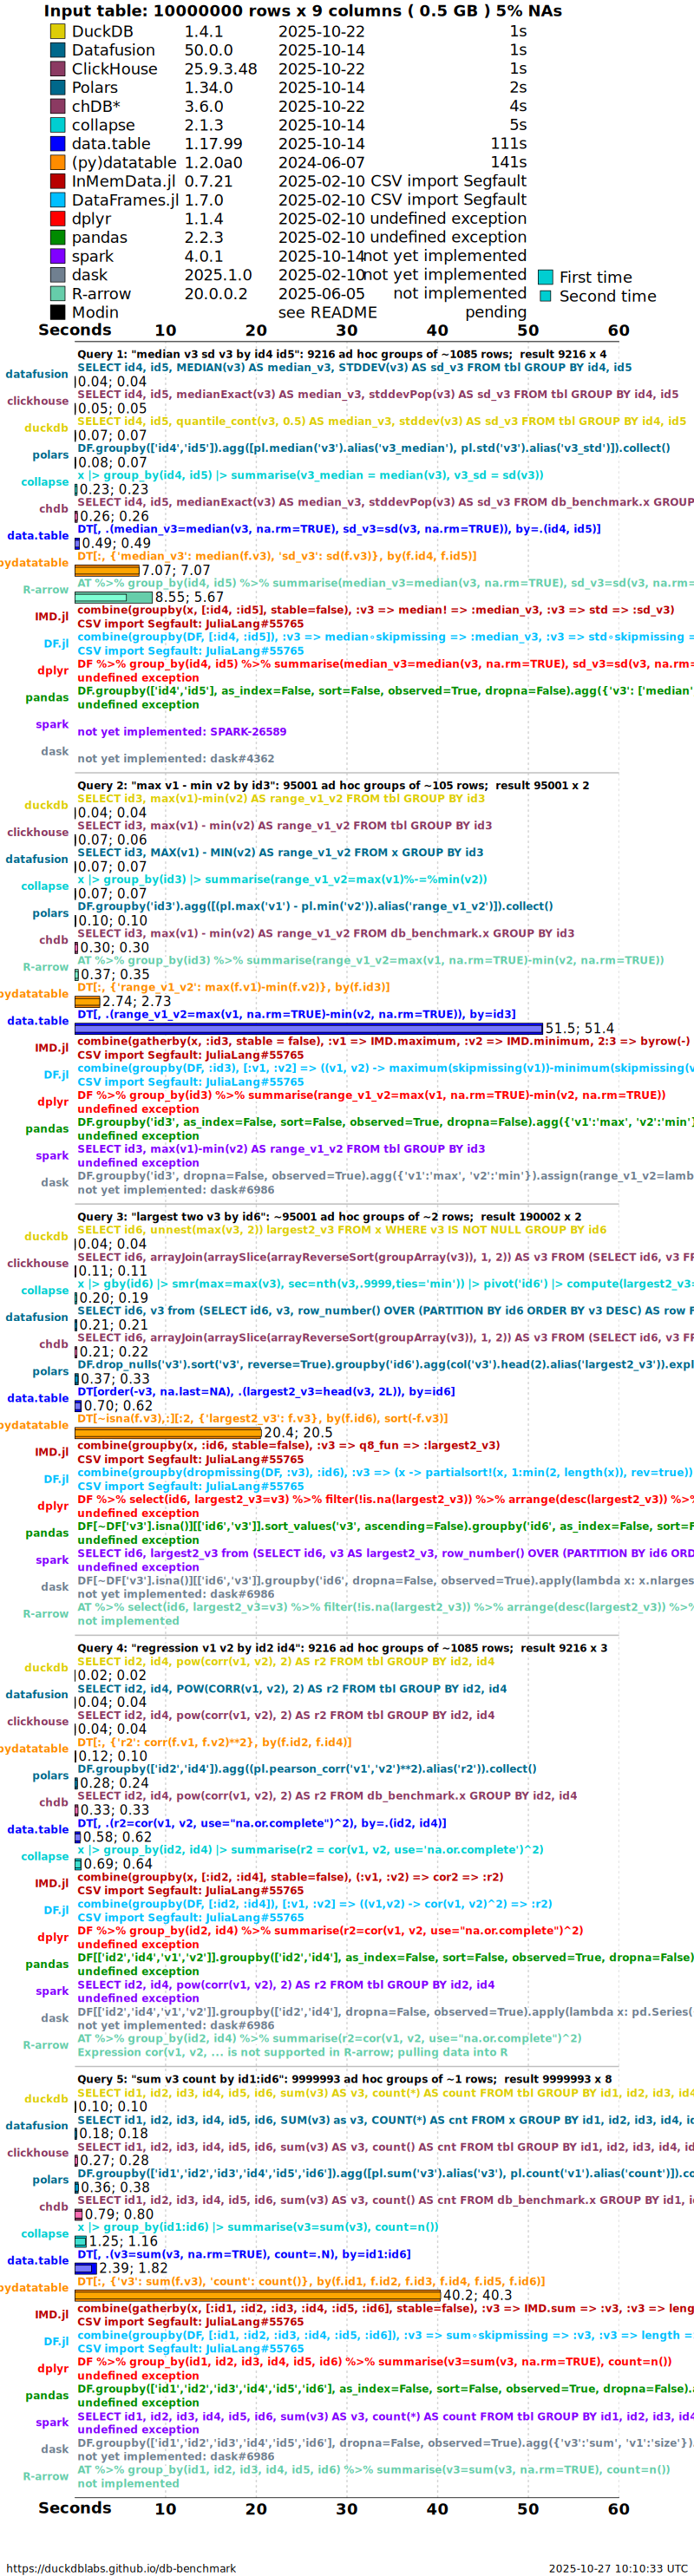 Input table: 10000000 rows x 9 columns ( 0.5 GB ) 5% NAs
DuckDB 1.4.1 2025-10-22 1s
Datafusion 50.0.0 2025-10-14 1s
ClickHouse 25.9.3.48 2025-10-22 1s
Polars 1.34.0 2025-10-14 2s
chDB* 3.6.0 2025-10-22 4s
collapse 2.1.3 2025-10-14 5s
data.table 1.17.99 2025-10-14 111s
(py)datatable 1.2.0a0 2024-06-07 141s
InMemData.jl 0.7.21 2025-02-10 CSV import Segfault
DataFrames.jl 1.7.0 2025-02-10 CSV import Segfault
dplyr 1.1.4 2025-02-10 undefined exception
pandas 2.2.3 2025-02-10 undefined exception
spark 4.0.1 2025-10-14 not yet implemented
dask 2025.1.0 2025-02-10 not yet implemented First time
R-arrow 20.0.0.2 2025-06-05 not implemented Second time
Modin see README pending
Seconds 10 20 30 40 50 60
Query 1: "median v3 sd v3 by id4 id5": 9216 ad hoc groups of ~1085 rows; result 9216 x 4
datafusion SELECT id4, id5, MEDIAN(v3) AS median_v3, STDDEV(v3) AS sd_v3 FROM tbl GROUP BY id4, id5
0.04; 0.04
clickhouse SELECT id4, id5, medianExact(v3) AS median_v3, stddevPop(v3) AS sd_v3 FROM tbl GROUP BY id4, id5
0.05; 0.05
duckdb SELECT id4, id5, quantile_cont(v3, 0.5) AS median_v3, stddev(v3) AS sd_v3 FROM tbl GROUP BY id4, id5
0.07; 0.07
polars DF.groupby(['id4','id5']).agg([pl.median('v3').alias('v3_median'), pl.std('v3').alias('v3_std')]).collect()
0.08; 0.07
collapse x |> group_by(id4, id5) |> summarise(v3_median = median(v3), v3_sd = sd(v3))
0.23; 0.23
chdb SELECT id4, id5, medianExact(v3) AS median_v3, stddevPop(v3) AS sd_v3 FROM db_benchmark.x GROUP
0.26; 0.26
data.table DT[, .(median_v3=median(v3, na.rm=TRUE), sd_v3=sd(v3, na.rm=TRUE)), by=.(id4, id5)]
0.49; 0.49
pydatatable DT[:, {'median_v3': median(f.v3), 'sd_v3': sd(f.v3)}, by(f.id4, f.id5)]
7.07; 7.07
R-arrow AT %>% group_by(id4, id5) %>% summarise(median_v3=median(v3, na.rm=TRUE), sd_v3=sd(v3, na.rm=
8.55; 5.67
IMD.jl combine(groupby(x, [:id4, :id5], stable=false), :v3 => median! => :median_v3, :v3 => std => :sd_v3)
CSV import Segfault: JuliaLang#55765
DF.jl combine(groupby(DF, [:id4, :id5]), :v3 => median∘skipmissing => :median_v3, :v3 => std∘skipmissing =
CSV import Segfault: JuliaLang#55765
dplyr DF %>% group_by(id4, id5) %>% summarise(median_v3=median(v3, na.rm=TRUE), sd_v3=sd(v3, na.rm=
undefined exception
pandas DF.groupby(['id4','id5'], as_index=False, sort=False, observed=True, dropna=False).agg({'v3': ['median'
undefined exception
spark
not yet implemented: SPARK-26589
dask
not yet implemented: dask#4362
Query 2: "max v1 - min v2 by id3": 95001 ad hoc groups of ~105 rows; result 95001 x 2
duckdb SELECT id3, max(v1)-min(v2) AS range_v1_v2 FROM tbl GROUP BY id3
0.04; 0.04
clickhouse SELECT id3, max(v1) - min(v2) AS range_v1_v2 FROM tbl GROUP BY id3
0.07; 0.06
datafusion SELECT id3, MAX(v1) - MIN(v2) AS range_v1_v2 FROM x GROUP BY id3
0.07; 0.07
collapse x |> group_by(id3) |> summarise(range_v1_v2=max(v1)%-=%min(v2))
0.07; 0.07
polars DF.groupby('id3').agg([(pl.max('v1') - pl.min('v2')).alias('range_v1_v2')]).collect()
0.10; 0.10
chdb SELECT id3, max(v1) - min(v2) AS range_v1_v2 FROM db_benchmark.x GROUP BY id3
0.30; 0.30
R-arrow AT %>% group_by(id3) %>% summarise(range_v1_v2=max(v1, na.rm=TRUE)-min(v2, na.rm=TRUE))
0.37; 0.35
pydatatable DT[:, {'range_v1_v2': max(f.v1)-min(f.v2)}, by(f.id3)]
2.74; 2.73
data.table DT[, .(range_v1_v2=max(v1, na.rm=TRUE)-min(v2, na.rm=TRUE)), by=id3]
51.5; 51.4
IMD.jl combine(gatherby(x, :id3, stable = false), :v1 => IMD.maximum, :v2 => IMD.minimum, 2:3 => byrow(-)
CSV import Segfault: JuliaLang#55765
DF.jl combine(groupby(DF, :id3), [:v1, :v2] => ((v1, v2) -> maximum(skipmissing(v1))-minimum(skipmissing(v
CSV import Segfault: JuliaLang#55765
dplyr DF %>% group_by(id3) %>% summarise(range_v1_v2=max(v1, na.rm=TRUE)-min(v2, na.rm=TRUE))
undefined exception
pandas DF.groupby('id3', as_index=False, sort=False, observed=True, dropna=False).agg({'v1':'max', 'v2':'min'}
undefined exception
spark SELECT id3, max(v1)-min(v2) AS range_v1_v2 FROM tbl GROUP BY id3
undefined exception
dask DF.groupby('id3', dropna=False, observed=True).agg({'v1':'max', 'v2':'min'}).assign(range_v1_v2=lamb
not yet implemented: dask#6986
Query 3: "largest two v3 by id6": ~95001 ad hoc groups of ~2 rows; result 190002 x 2
duckdb SELECT id6, unnest(max(v3, 2)) largest2_v3 FROM x WHERE v3 IS NOT NULL GROUP BY id6
0.04; 0.04
clickhouse SELECT id6, arrayJoin(arraySlice(arrayReverseSort(groupArray(v3)), 1, 2)) AS v3 FROM (SELECT id6, v3 FR
0.11; 0.11
collapse x |> gby(id6) |> smr(max=max(v3), sec=nth(v3,.9999,ties='min')) |> pivot('id6') |> compute(largest2_v3=
0.20; 0.19
datafusion SELECT id6, v3 from (SELECT id6, v3, row_number() OVER (PARTITION BY id6 ORDER BY v3 DESC) AS row F
0.21; 0.21
chdb SELECT id6, arrayJoin(arraySlice(arrayReverseSort(groupArray(v3)), 1, 2)) AS v3 FROM (SELECT id6, v3 FR
0.21; 0.22
polars DF.drop_nulls('v3').sort('v3', reverse=True).groupby('id6').agg(col('v3').head(2).alias('largest2_v3')).expl
0.37; 0.33
data.table DT[order(-v3, na.last=NA), .(largest2_v3=head(v3, 2L)), by=id6]
0.70; 0.62
pydatatable DT[~isna(f.v3),:][:2, {'largest2_v3': f.v3}, by(f.id6), sort(-f.v3)]
20.4; 20.5
IMD.jl combine(groupby(x, :id6, stable=false), :v3 => q8_fun => :largest2_v3)
CSV import Segfault: JuliaLang#55765
DF.jl combine(groupby(dropmissing(DF, :v3), :id6), :v3 => (x -> partialsort!(x, 1:min(2, length(x)), rev=true))
CSV import Segfault: JuliaLang#55765
dplyr DF %>% select(id6, largest2_v3=v3) %>% filter(!is.na(largest2_v3)) %>% arrange(desc(largest2_v3)) %>%
undefined exception
pandas DF[~DF['v3'].isna()][['id6','v3']].sort_values('v3', ascending=False).groupby('id6', as_index=False, sort=F
undefined exception
spark SELECT id6, largest2_v3 from (SELECT id6, v3 AS largest2_v3, row_number() OVER (PARTITION BY id6 ORD
undefined exception
dask DF[~DF['v3'].isna()][['id6','v3']].groupby('id6', dropna=False, observed=True).apply(lambda x: x.nlarges
not yet implemented: dask#6986
R-arrow AT %>% select(id6, largest2_v3=v3) %>% filter(!is.na(largest2_v3)) %>% arrange(desc(largest2_v3)) %>%
not implemented
Query 4: "regression v1 v2 by id2 id4": 9216 ad hoc groups of ~1085 rows; result 9216 x 3
duckdb SELECT id2, id4, pow(corr(v1, v2), 2) AS r2 FROM tbl GROUP BY id2, id4
0.02; 0.02
datafusion SELECT id2, id4, POW(CORR(v1, v2), 2) AS r2 FROM tbl GROUP BY id2, id4
0.04; 0.04
clickhouse SELECT id2, id4, pow(corr(v1, v2), 2) AS r2 FROM tbl GROUP BY id2, id4
0.04; 0.04
pydatatable DT[:, {'r2': corr(f.v1, f.v2)**2}, by(f.id2, f.id4)]
0.12; 0.10
polars DF.groupby(['id2','id4']).agg((pl.pearson_corr('v1','v2')**2).alias('r2')).collect()
0.28; 0.24
chdb SELECT id2, id4, pow(corr(v1, v2), 2) AS r2 FROM db_benchmark.x GROUP BY id2, id4
0.33; 0.33
data.table DT[, .(r2=cor(v1, v2, use="na.or.complete")^2), by=.(id2, id4)]
0.58; 0.62
collapse x |> group_by(id2, id4) |> summarise(r2 = cor(v1, v2, use='na.or.complete')^2)
0.69; 0.64
IMD.jl combine(groupby(x, [:id2, :id4], stable=false), (:v1, :v2) => cor2 => :r2)
CSV import Segfault: JuliaLang#55765
DF.jl combine(groupby(DF, [:id2, :id4]), [:v1, :v2] => ((v1,v2) -> cor(v1, v2)^2) => :r2)
CSV import Segfault: JuliaLang#55765
dplyr DF %>% group_by(id2, id4) %>% summarise(r2=cor(v1, v2, use="na.or.complete")^2)
undefined exception
pandas DF[['id2','id4','v1','v2']].groupby(['id2','id4'], as_index=False, sort=False, observed=True, dropna=False)
undefined exception
spark SELECT id2, id4, pow(corr(v1, v2), 2) AS r2 FROM tbl GROUP BY id2, id4
undefined exception
dask DF[['id2','id4','v1','v2']].groupby(['id2','id4'], dropna=False, observed=True).apply(lambda x: pd.Series(
not yet implemented: dask#6986
R-arrow AT %>% group_by(id2, id4) %>% summarise(r2=cor(v1, v2, use="na.or.complete")^2)
Expression cor(v1, v2, ... is not supported in R-arrow; pulling data into R
Query 5: "sum v3 count by id1:id6": 9999993 ad hoc groups of ~1 rows; result 9999993 x 8
duckdb SELECT id1, id2, id3, id4, id5, id6, sum(v3) AS v3, count(*) AS count FROM tbl GROUP BY id1, id2, id3, id4
0.10; 0.10
datafusion SELECT id1, id2, id3, id4, id5, id6, SUM(v3) as v3, COUNT(*) AS cnt FROM x GROUP BY id1, id2, id3, id4, id
0.18; 0.18
clickhouse SELECT id1, id2, id3, id4, id5, id6, sum(v3) AS v3, count() AS cnt FROM tbl GROUP BY id1, id2, id3, id4, id
0.27; 0.28
polars DF.groupby(['id1','id2','id3','id4','id5','id6']).agg([pl.sum('v3').alias('v3'), pl.count('v1').alias('count')]).co
0.36; 0.38
chdb SELECT id1, id2, id3, id4, id5, id6, sum(v3) AS v3, count() AS cnt FROM db_benchmark.x GROUP BY id1, i
0.79; 0.80
collapse x |> group_by(id1:id6) |> summarise(v3=sum(v3), count=n())
1.25; 1.16
data.table DT[, .(v3=sum(v3, na.rm=TRUE), count=.N), by=id1:id6]
2.39; 1.82
pydatatable DT[:, {'v3': sum(f.v3), 'count': count()}, by(f.id1, f.id2, f.id3, f.id4, f.id5, f.id6)]
40.2; 40.3
IMD.jl combine(gatherby(x, [:id1, :id2, :id3, :id4, :id5, :id6], stable=false), :v3 => IMD.sum => :v3, :v3 => leng
CSV import Segfault: JuliaLang#55765
DF.jl combine(groupby(DF, [:id1, :id2, :id3, :id4, :id5, :id6]), :v3 => sum∘skipmissing => :v3, :v3 => length =
CSV import Segfault: JuliaLang#55765
dplyr DF %>% group_by(id1, id2, id3, id4, id5, id6) %>% summarise(v3=sum(v3, na.rm=TRUE), count=n())
undefined exception
pandas DF.groupby(['id1','id2','id3','id4','id5','id6'], as_index=False, sort=False, observed=True, dropna=False).
undefined exception
spark SELECT id1, id2, id3, id4, id5, id6, sum(v3) AS v3, count(*) AS count FROM tbl GROUP BY id1, id2, id3, id4
undefined exception
dask DF.groupby(['id1','id2','id3','id4','id5','id6'], dropna=False, observed=True).agg({'v3':'sum', 'v1':'size'}).
not yet implemented: dask#6986
R-arrow AT %>% group_by(id1, id2, id3, id4, id5, id6) %>% summarise(v3=sum(v3, na.rm=TRUE), count=n())
not implemented
Seconds 10 20 30 40 50 60
https://duckdblabs.github.io/db-benchmark 2025-10-27 10:10:33 UTC